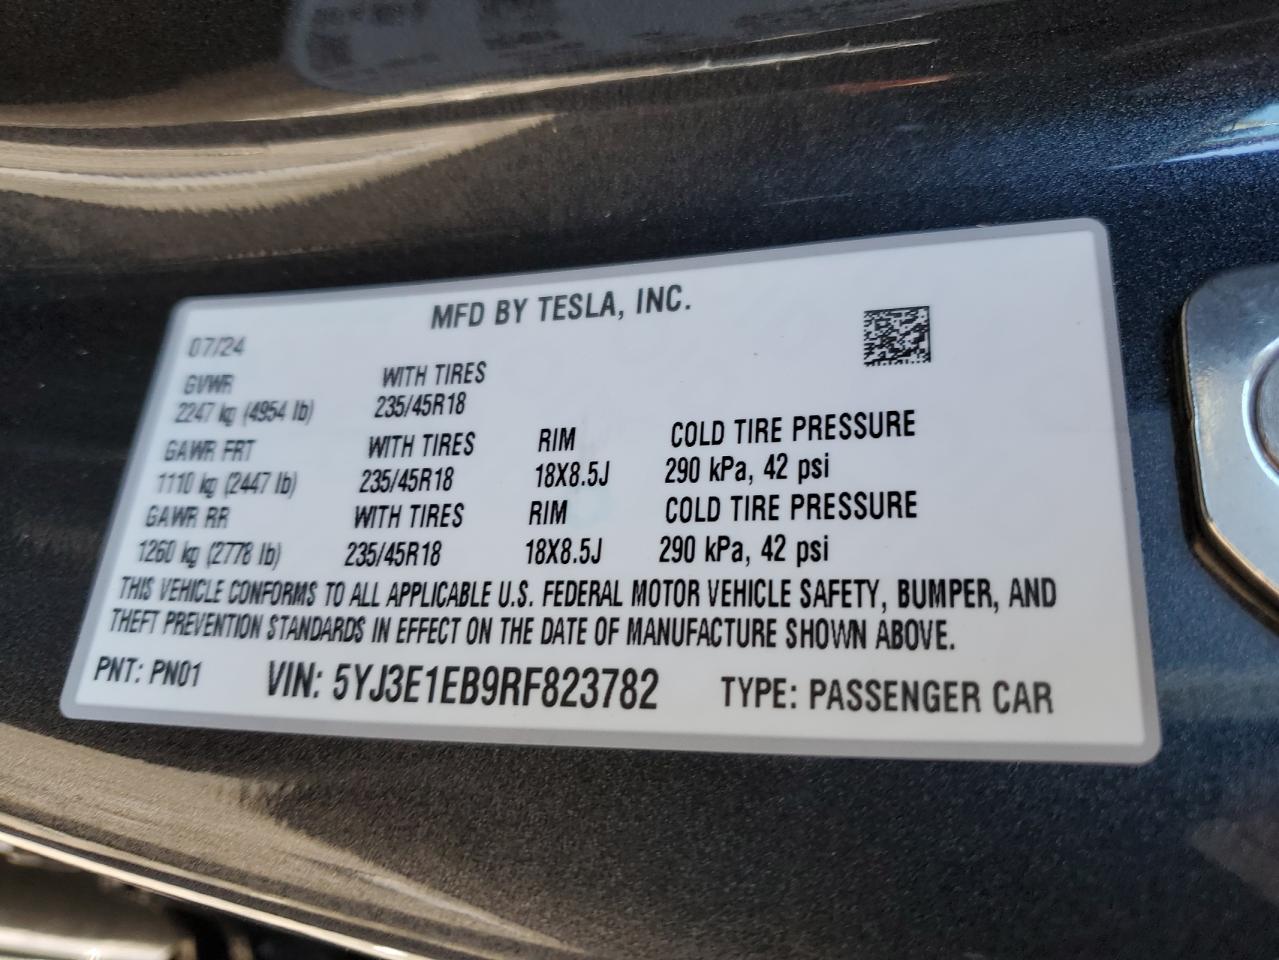 MFD BY TESLA, INC.
07/24
GVWR
2247 kg (4954 lb) WITH TIRES
235/45R18
GAWR FRT WITH TIRES RIM COLD TIRE PRESSURE
1110 kg (2447 lb) 235/45R18 18X8.5J 290 kPa, 42 psi
GAWR RR WITH TIRES RIM COLD TIRE PRESSURE
1260 kg (2778 lb) 235/45R18 18X8.5J 290 kPa, 42 psi
THIS VEHICLE CONFORMS TO ALL APPLICABLE U.S. FEDERAL MOTOR VEHICLE SAFETY, BUMPER, AND
THEFT PREVENTION STANDARDS IN EFFECT ON THE DATE OF MANUFACTURE SHOWN ABOVE.
PNT: PN01 VIN: 5YJ3E1EB9RF823782 TYPE: PASSENGER CAR